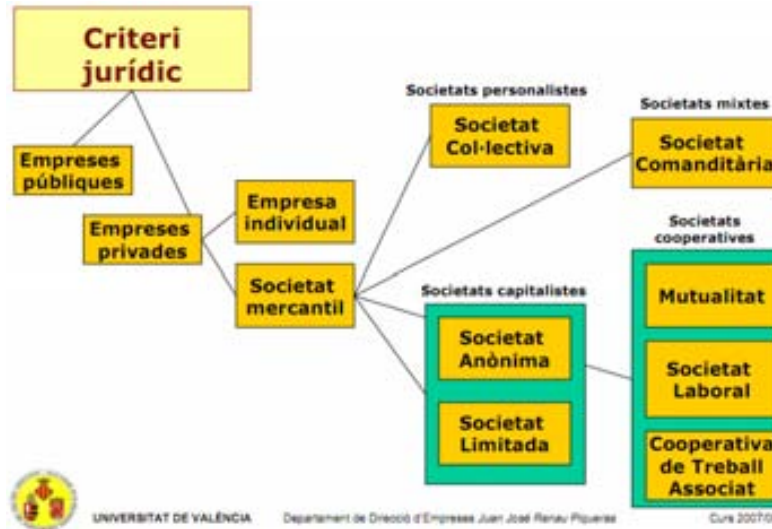 Criteri
jurídic
Empreses
públiques
Empreses
privades
Empresa
individual
Societat
mercantil
Societats personalistes
Societat
Col·lectiva
Societats mixtes
Societat
Comanditària
Societats capitalistes
Societat
Anònima
Societat
Limitada
Societats
cooperatives
Mutualitat
Societat
Laboral
Cooperativa
de Treball
Associat
UNIVERSITAT DE VALÈNCIA
Departament de Direcció d'Empreses Juan José Renau Piqueras
Curs